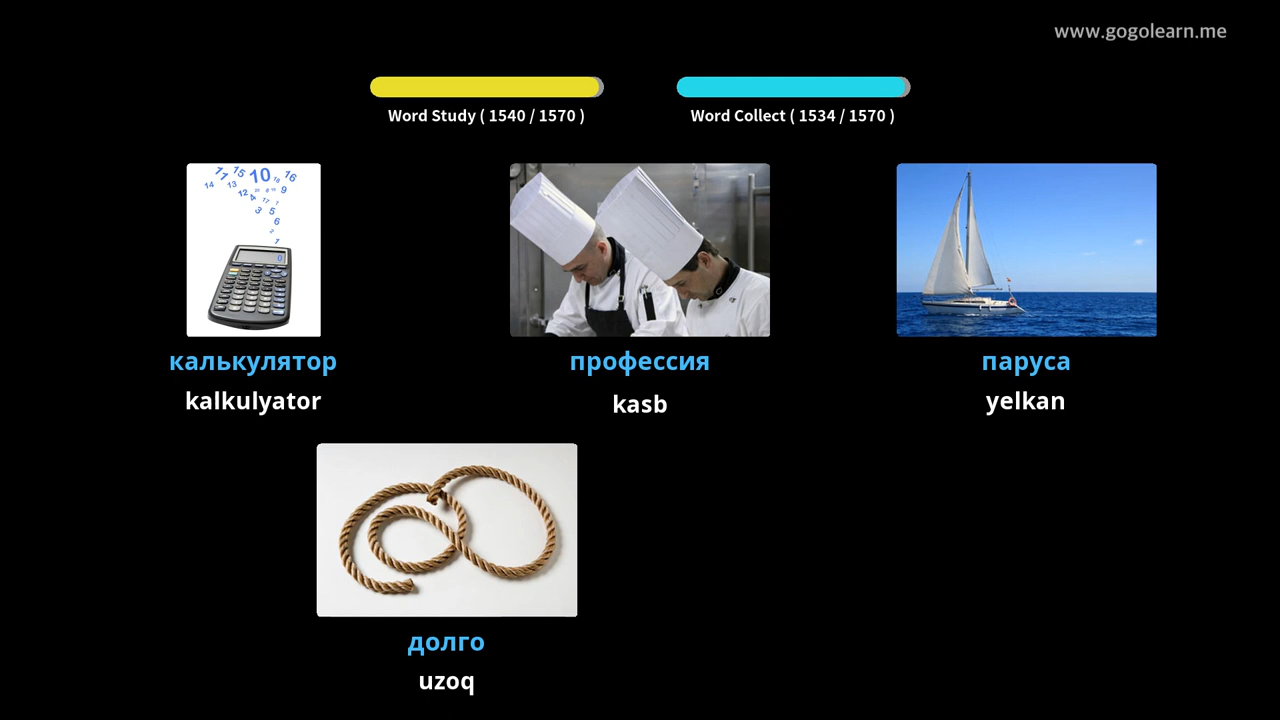 www.gogolearn.me
Word Study ( 1540 / 1570 )
Word Collect ( 1534 / 1570 )
калькулятор
kalkulyator
профессия
kasb
паруса
yelkan
долго
uzoq